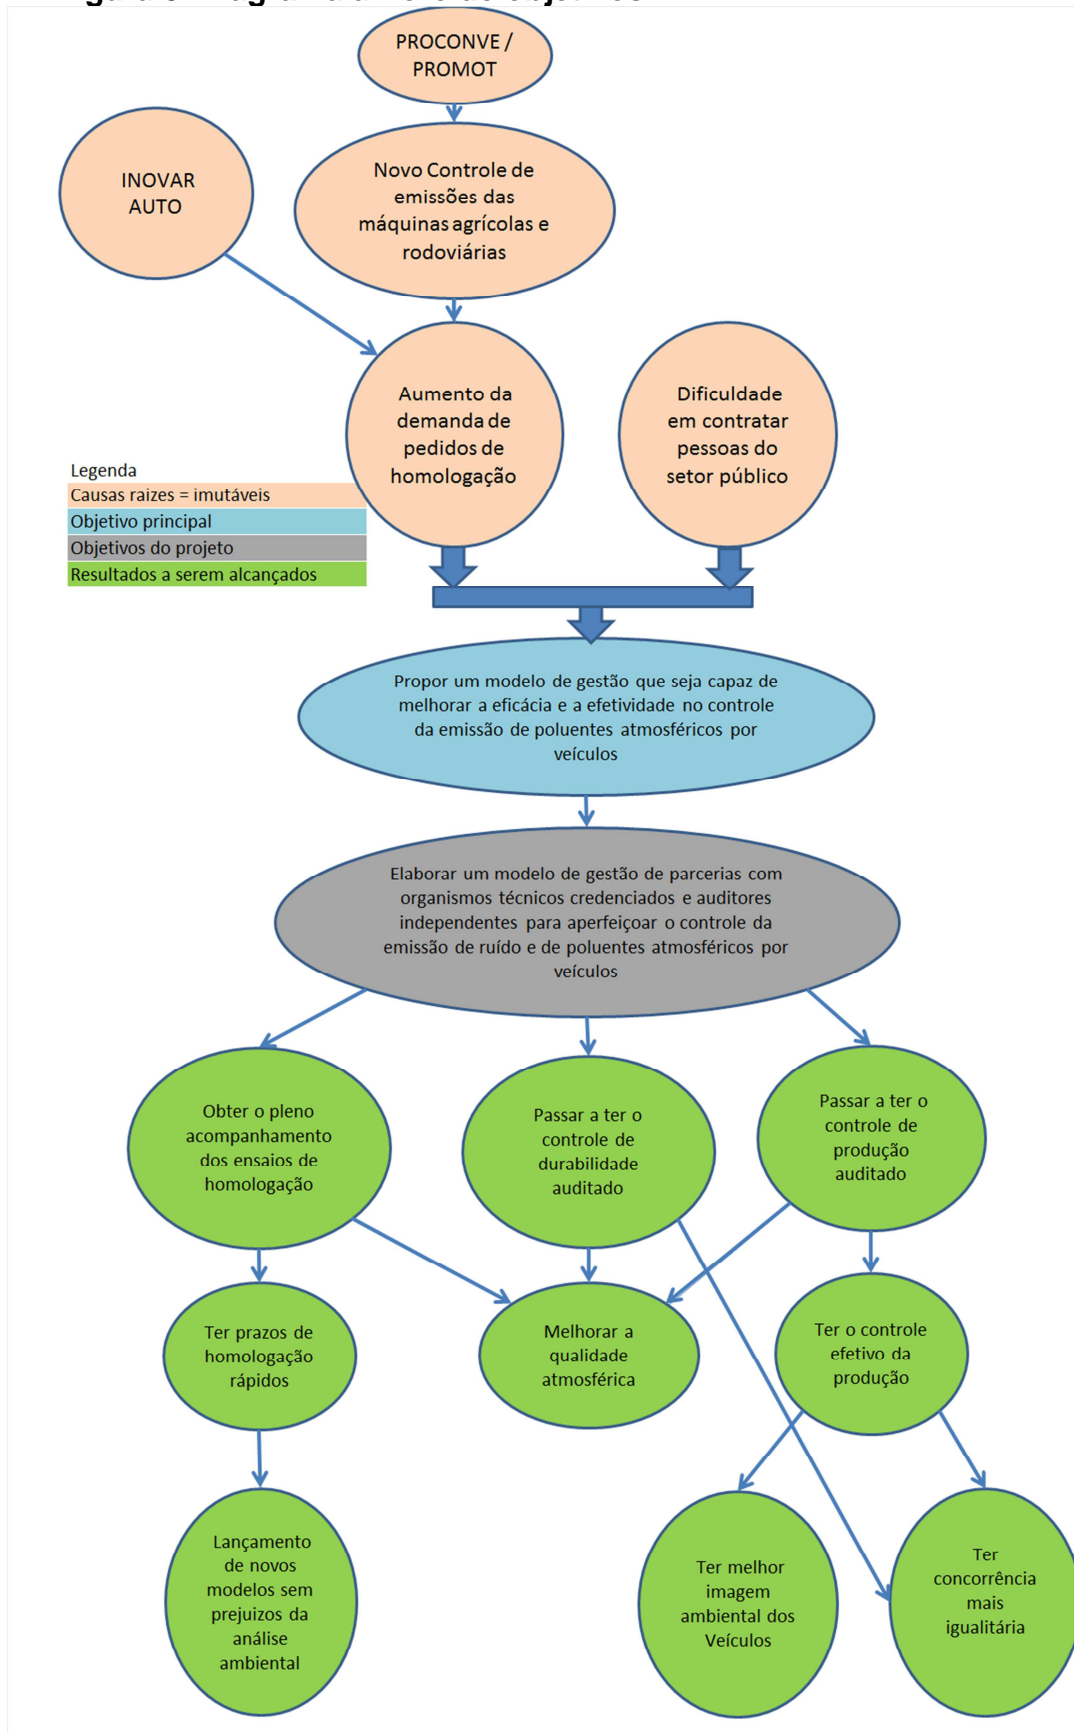 PROCONVE /
PROMOT
INOVAR
AUTO
Novo Controle de
emissões das
máquinas agrícolas e
rodoviárias
Aumento da
demanda de
pedidos de
homologação
Dificuldade
em contratar
pessoas do
setor público
Legenda
Causas raizes = imutáveis
Objetivo principal
Objetivos do projeto
Resultados a serem alcançados
Propor um modelo de gestão que seja capaz de
melhorar a eficácia e a efetividade no controle
da emissão de poluentes atmosféricos por
veículos
Elaborar um modelo de gestão de parcerias com
organismos técnicos credenciados e auditores
independentes para aperfeiçoar o controle da
emissão de ruído e de poluentes atmosféricos por
veículos
Obter o pleno
acompanhamento
dos ensaios de
homologação
Passar a ter o
controle de
durabilidade
auditado
Passar a ter o
controle de
produção
auditado
Ter prazos de
homologação
rápidos
Melhorar a
qualidade
atmosférica
Ter o controle
efetivo da
produção
Lançamento
de novos
modelos sem
prejuizos da
análise
ambiental
Ter melhor
imagem
ambiental dos
Veículos
Ter
concorrência
mais
igualitária